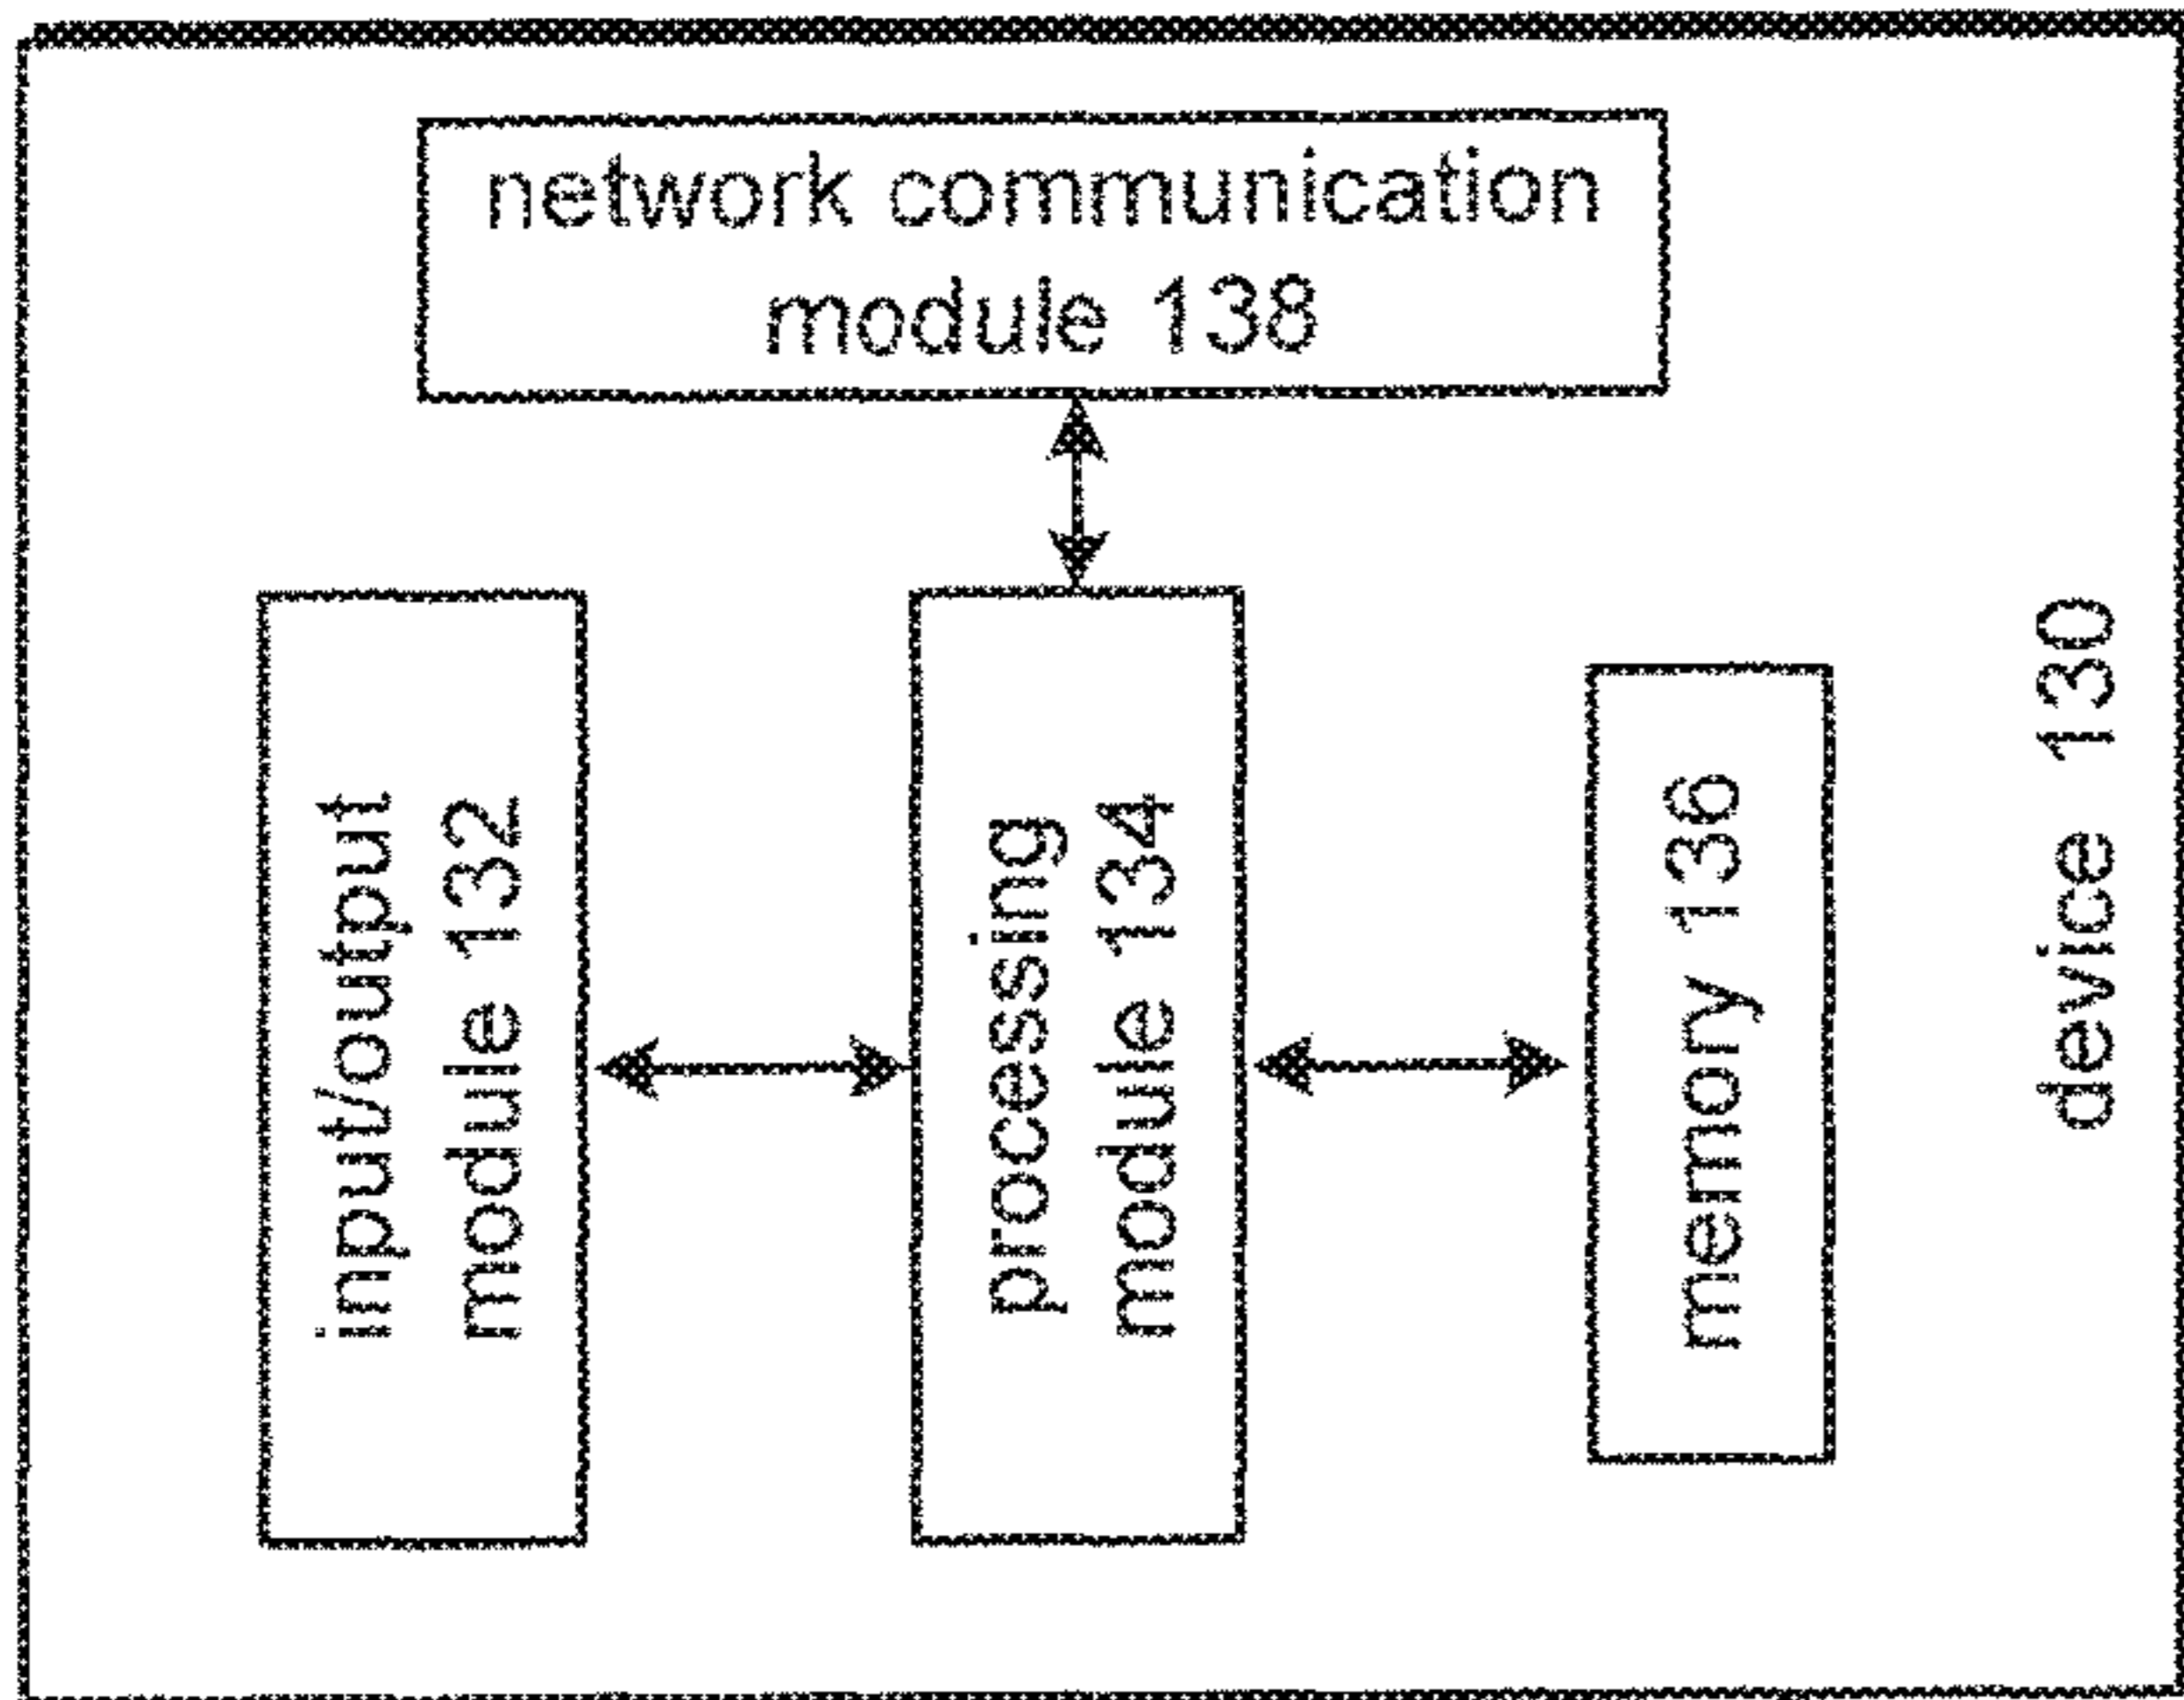 network communication
module 138
input/output
module 132
processing
module 134
memory 136
device 130